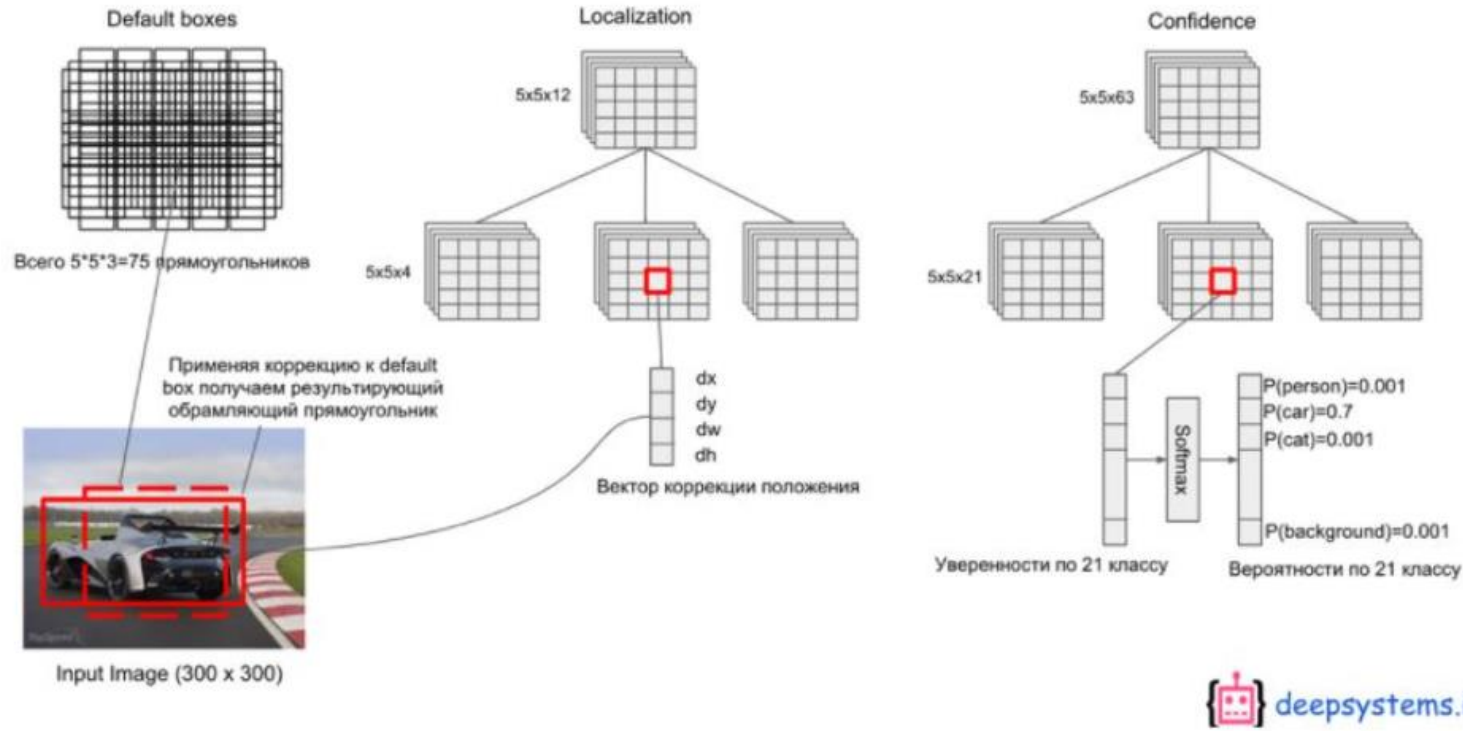 Default boxes
Всего 5*5*3=75 прямоугольников
Применяя коррекцию к default
box получаем результирующий
обрамляющий прямоугольник
Input Image (300 x 300)
Localization
5x5x12
5x5x4
dx
dy
dw
dh
Вектор коррекции положения
Confidence
5x5x63
5x5x21
Softmax
P(person)=0.001
P(car)=0.7
P(cat)=0.001
P(background)=0.001
Уверенности по 21 классу
Вероятности по 21 классу
deepsystems.